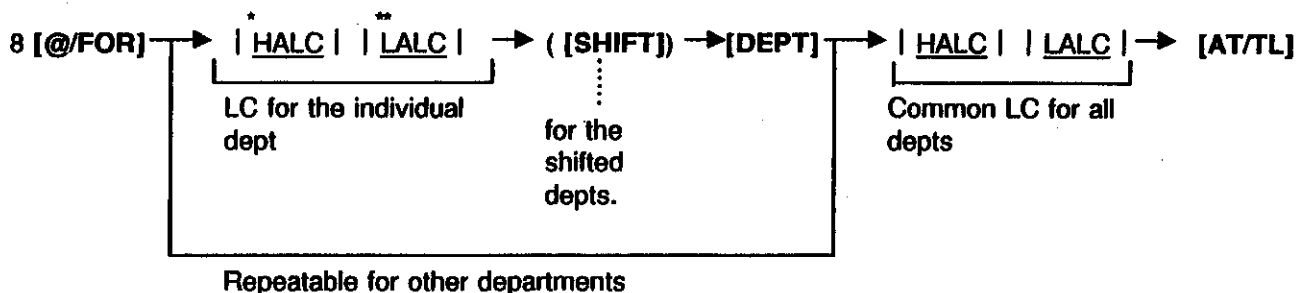 * **
8 [@/FOR] | HALC | | LALC | ( [SHIFT]) [DEPT] | HALC | | LALC | [AT/TL]
LC for the individual
dept
for the
shifted
depts.
Common LC for all
depts
Repeatable for other departments